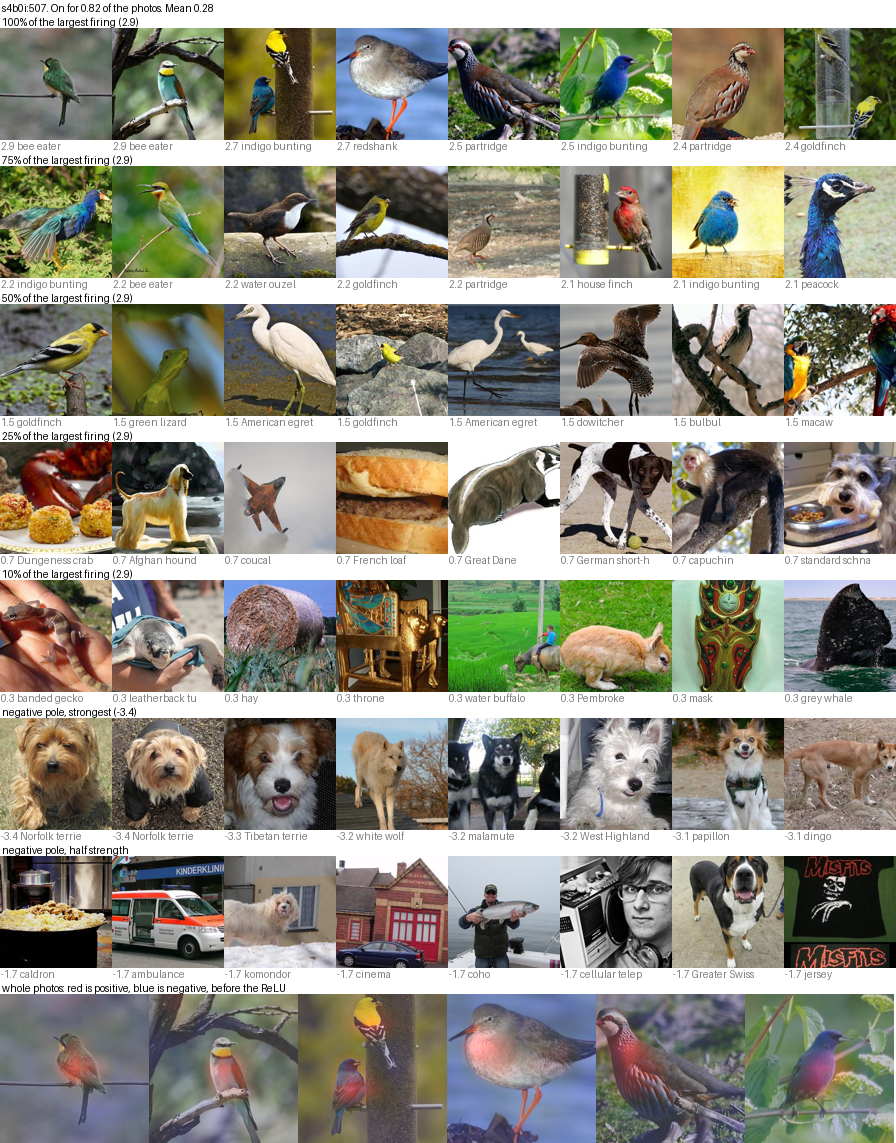 s4b0i:507. On for 0.82 of the photos. Mean 0.28
100% of the largest firing (2.9)
2.9 bee eater 2.9 bee eater 2.7 indigo bunting 2.7 redshank 2.5 partridge 2.5 indigo bunting 2.4 partridge 2.4 goldfinch
75% of the largest firing (2.9)
2.2 indigo bunting 2.2 bee eater 2.2 water ouzel 2.2 goldfinch 2.2 partridge 2.1 house finch 2.1 indigo bunting 2.1 peacock
50% of the largest firing (2.9)
1.5 goldfinch 1.5 green lizard 1.5 American egret 1.5 goldfinch 1.5 American egret 1.5 dowitcher 1.5 bulbul 1.5 macaw
25% of the largest firing (2.9)
0.7 Dungeness crab 0.7 Afghan hound 0.7 coucal 0.7 French loaf 0.7 Great Dane 0.7 German short-h 0.7 capuchin 0.7 standard schna
10% of the largest firing (2.9)
0.3 banded gecko 0.3 leatherback tu 0.3 hay 0.3 throne 0.3 water buffalo 0.3 Pembroke 0.3 mask 0.3 grey whale
negative pole, strongest (-3.4)
-3.4 Norfolk terrie -3.4 Norfolk terrie -3.3 Tibetan terrie -3.2 white wolf -3.2 malamute -3.2 West Highland -3.1 papillon -3.1 dingo
negative pole, half strength
KINDERKLINI
MISFITS
MISFITS
-1.7 caldron -1.7 ambulance -1.7 komondor -1.7 cinema -1.7 coho -1.7 cellular telep -1.7 Greater Swiss -1.7 jersey
whole photos: red is positive, blue is negative, before the ReLU